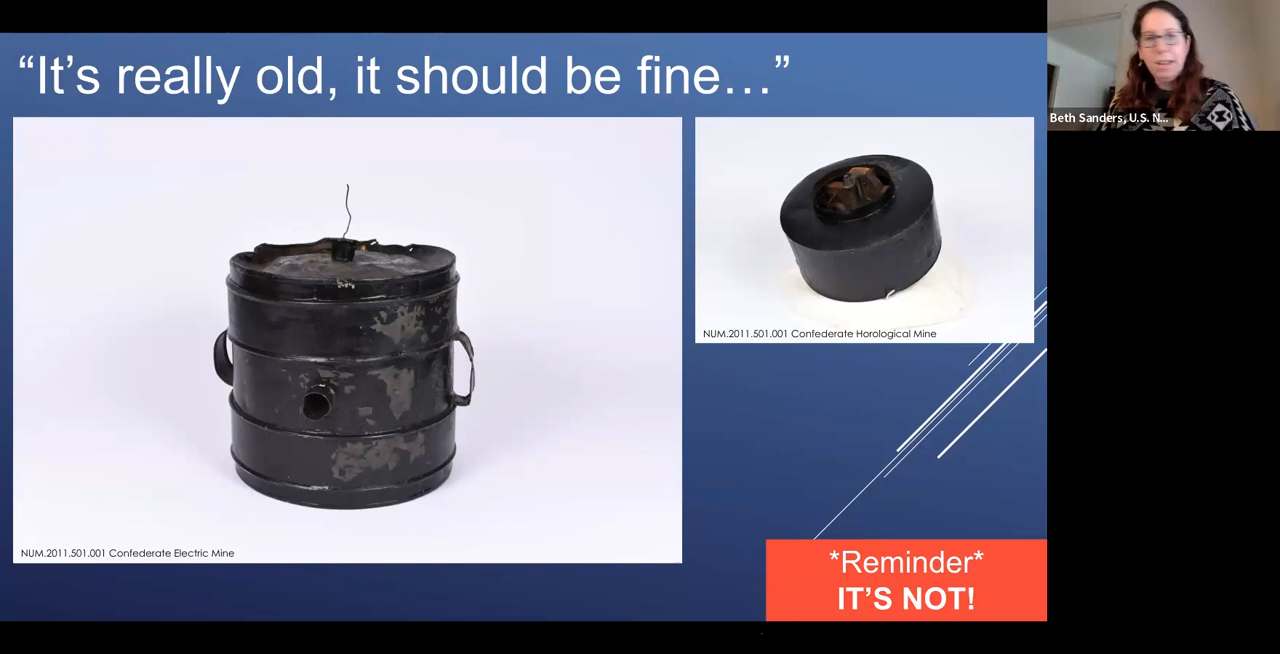 “It’s really old, it should be fine…”
NUM.2011.501.001 Confederate Electric Mine
NUM.2011.501.001 Confederate Horological Mine
*Reminder*
IT’S NOT!
Beth Sanders, U.S. N...